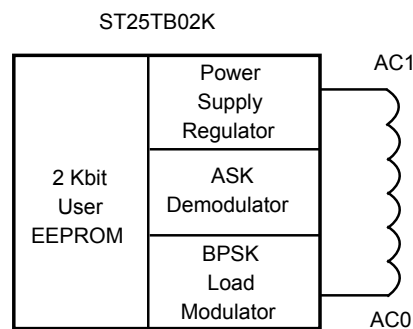 ST25TB02K
Power
Supply
Regulator
AC1
2 Kbit
User
EEPROM
ASK
Demodulator
BPSK
Load
Modulator
AC0